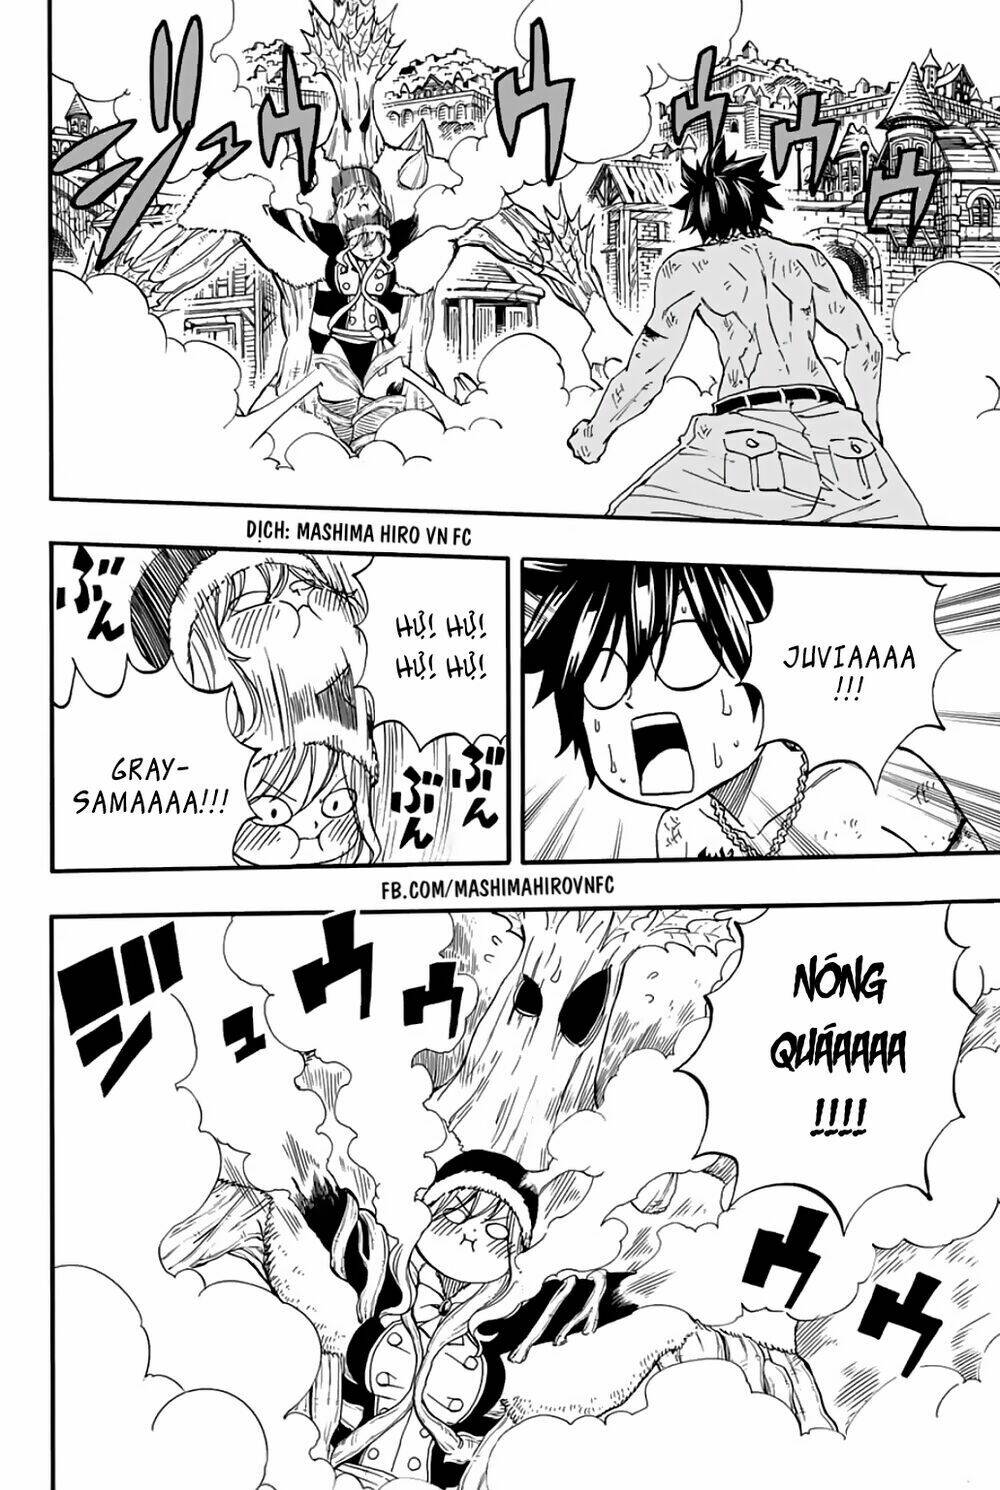 ジュウウウウ
DỊCH: MASHIMA HIRO VN FC
JUVIAAAA
!!!
ぶん
HỰ! HỰ!
HỰ! HỰ!
GRAY-
SAMAAAA!!!
ぶん
ぶん
FB.COM/MASHIMAHIROVNFC
NÓNG
QUÁAAAA
!!!!
ジュウウウウ